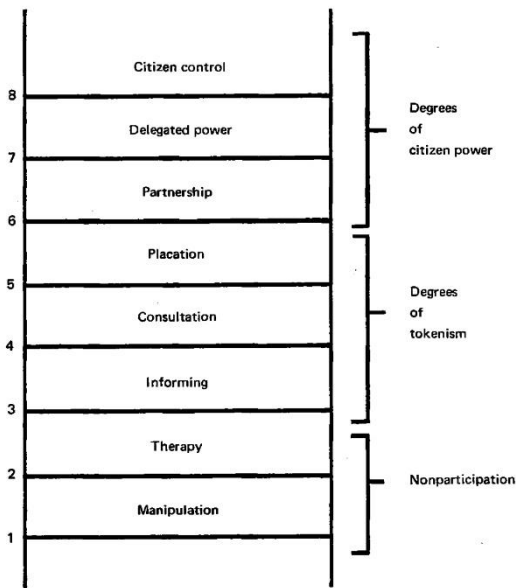 Citizen control
8
Delegated power
7
Partnership
6
Placation
5
Consultation
4
Informing
3
Therapy
2
Manipulation
1
Degrees
of
citizen power
Degrees
of
tokenism
Nonparticipation